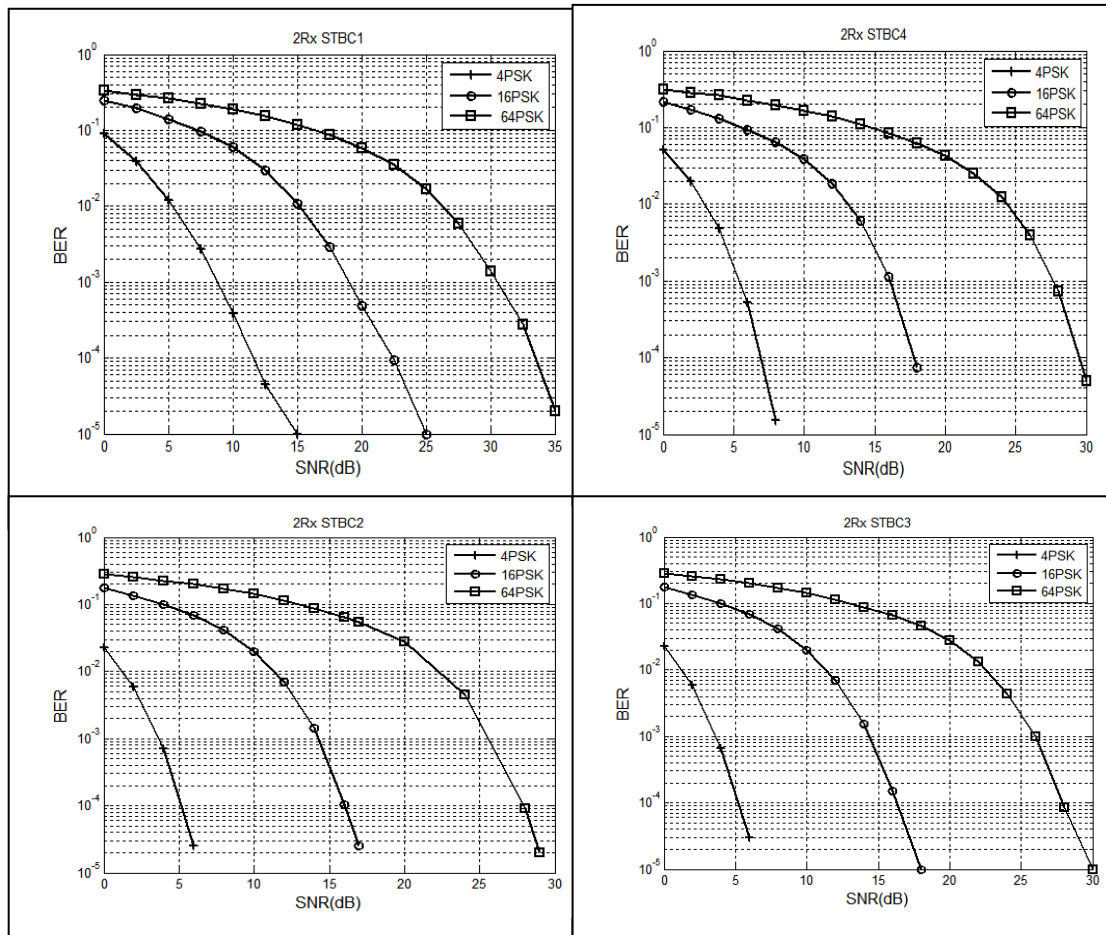 2Rx STBC1
10^0
10^-1
10^-2
10^-3
10^-4
10^-5
BER
4PSK
16PSK
64PSK
0 5 10 15 20 25 30 35
SNR(dB)
2Rx STBC4
10^0
10^-1
10^-2
10^-3
10^-4
10^-5
BER
4PSK
16PSK
64PSK
0 5 10 15 20 25 30
SNR(dB)
2Rx STBC2
10^0
10^-1
10^-2
10^-3
10^-4
10^-5
BER
4PSK
16PSK
64PSK
0 5 10 15 20 25 30
SNR(dB)
2Rx STBC3
10^0
10^-1
10^-2
10^-3
10^-4
10^-5
BER
4PSK
16PSK
64PSK
0 5 10 15 20 25 30
SNR(dB)